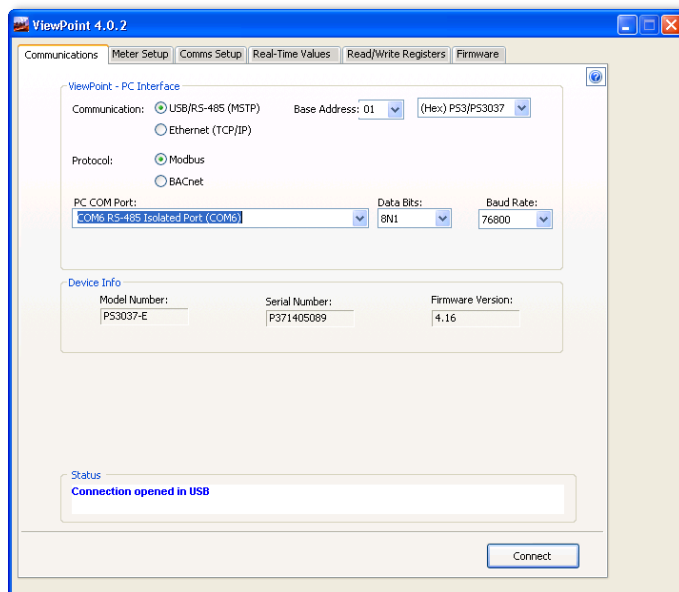 ViewPoint 4.0.2
Communications Meter Setup Comms Setup Real-Time Values Read/Write Registers Firmware
ViewPoint - PC Interface
Communication: USB/RS-485 (MSTP) Base Address: 01 (Hex) PS3/PS3037
Ethernet (TCP/IP)
Protocol: Modbus
BACnet
PC COM Port: Data Bits: Baud Rate:
COM6 RS-485 Isolated Port (COM6) 8N1 76800
Device Info
Model Number: Serial Number: Firmware Version:
PS3037-E P371405089 4.16
Status
Connection opened in USB
Connect